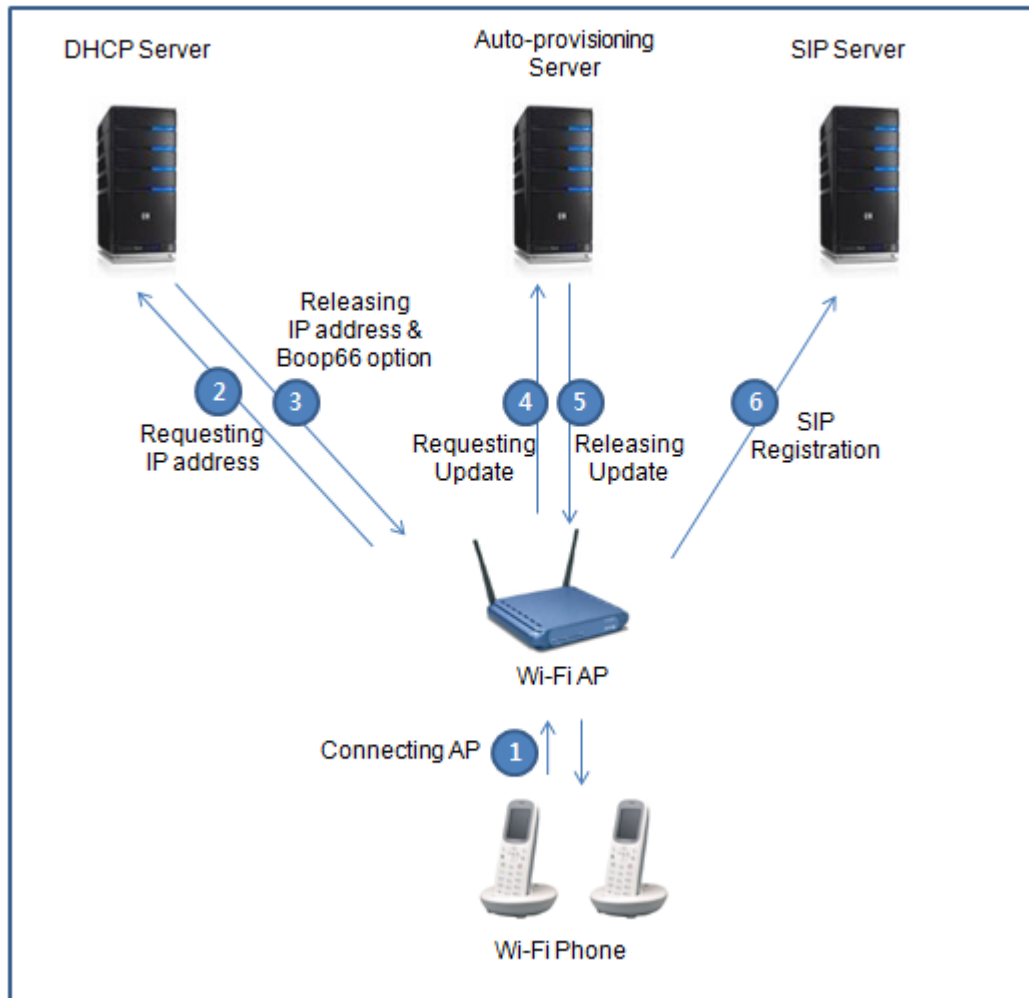 DHCP Server
Auto-provisioning
Server
SIP Server
Releasing
IP address &
Boop66 option
2
3
4
5
6
Requesting
IP address
Requesting
Update
Releasing
Update
SIP
Registration
Wi-Fi AP
Connecting AP
1
Wi-Fi Phone